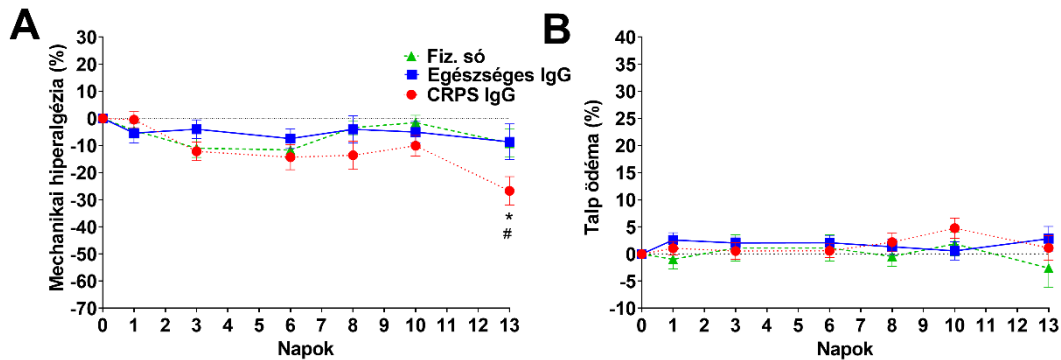 A
Mechanikai hiperalgézia (%)
30
20
10
0
-10
-20
-30
-40
-50
-60
-70
Fiz. só
Egészséges IgG
CRPS IgG
*
#
0 1 2 3 4 5 6 7 8 9 10 11 12 13
Napok
B
Talp ödéma (%)
40
35
30
25
20
15
10
5
0
-5
-10
0 1 2 3 4 5 6 7 8 9 10 11 12 13
Napok